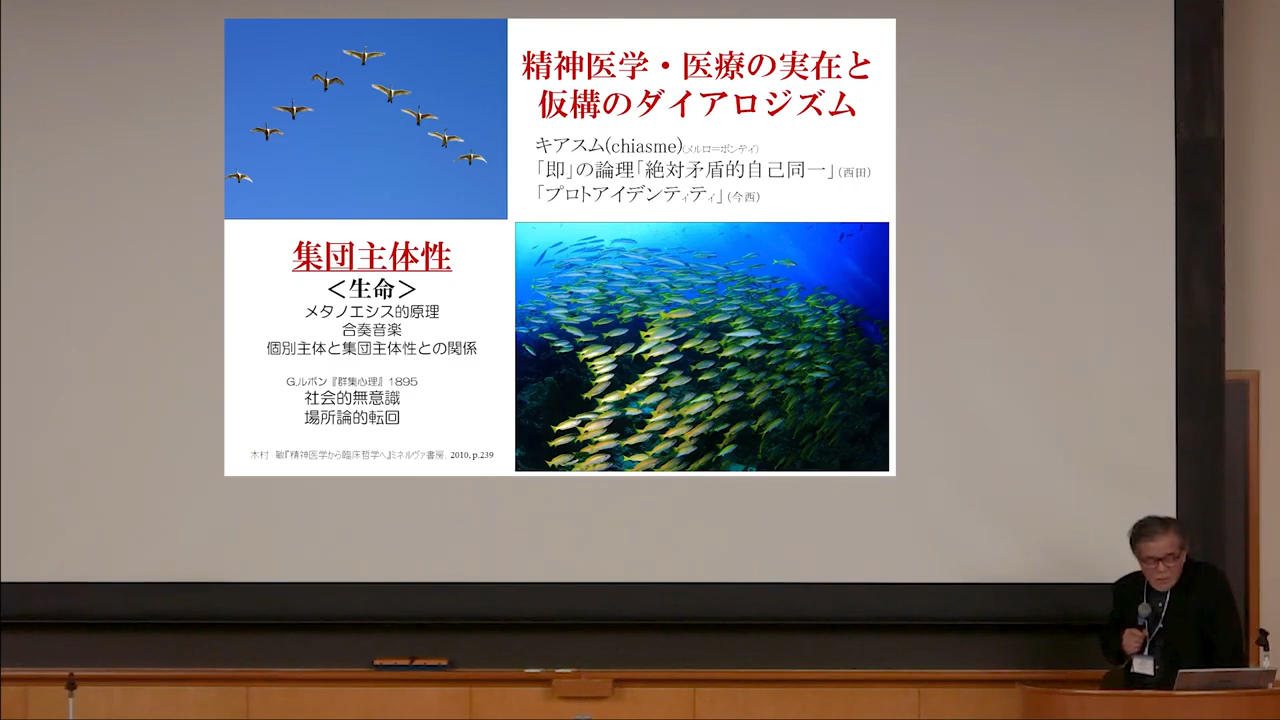 精神医学・医療の実在と
仮構のダイアロジズム
キアスム(chiasme)(メルロ=ポンティ)
「即」の論理「絶対矛盾的自己同一」(西田)
「プロトアイデンティティ」(今西)
集団主体性
＜生命＞
メタノエシス的原理
合奏音楽
個別主体と集団主体性との関係
G.ルボン『群集心理』1895
社会的無意識
場所論的転回
木村 敏『精神医学から臨床哲学へ』ミネルヴァ書房, 2010, p.239